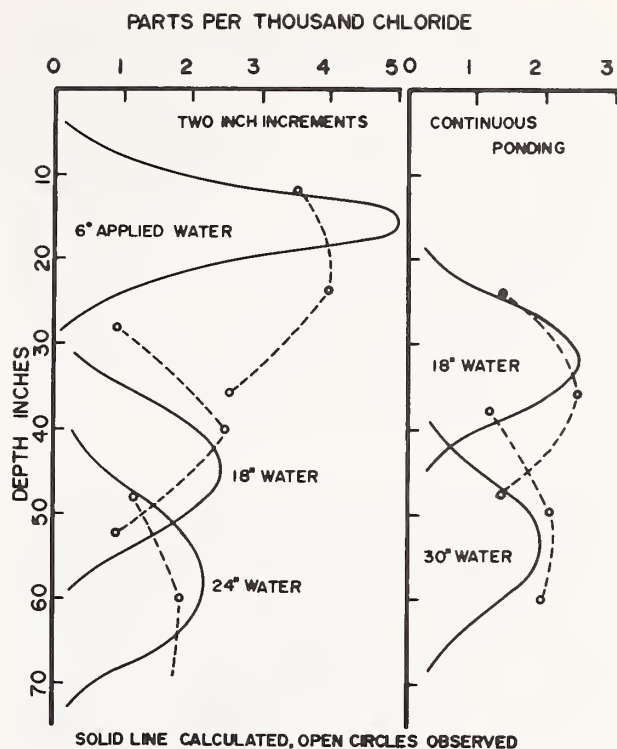 PARTS PER THOUSAND CHLORIDE
0 1 2 3 4 5 0 1 2 3
TWO INCH INCREMENTS
CONTINUOUS
PONDING
DEPTH INCHES
10
20
30
40
50
60
70
6" APPLIED WATER
18" WATER
24" WATER
18" WATER
30" WATER
SOLID LINE CALCULATED, OPEN CIRCLES OBSERVED